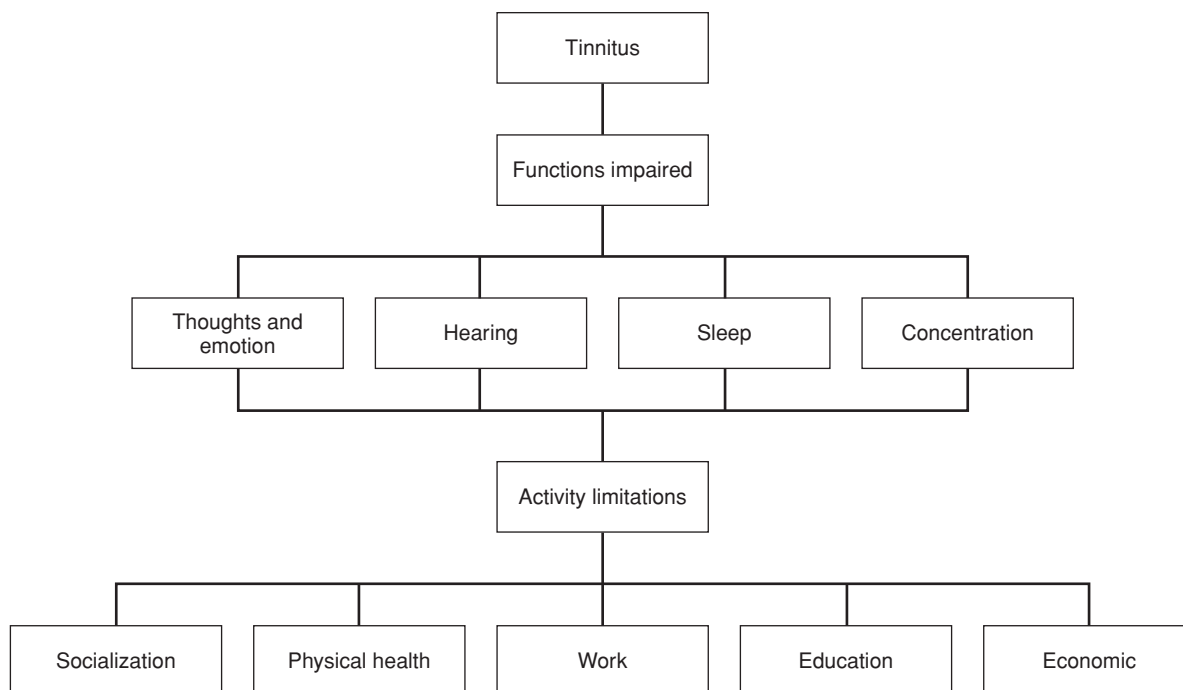 Tinnitus
Functions impaired
Thoughts and
emotion
Hearing
Sleep
Concentration
Activity limitations
Socialization
Physical health
Work
Education
Economic